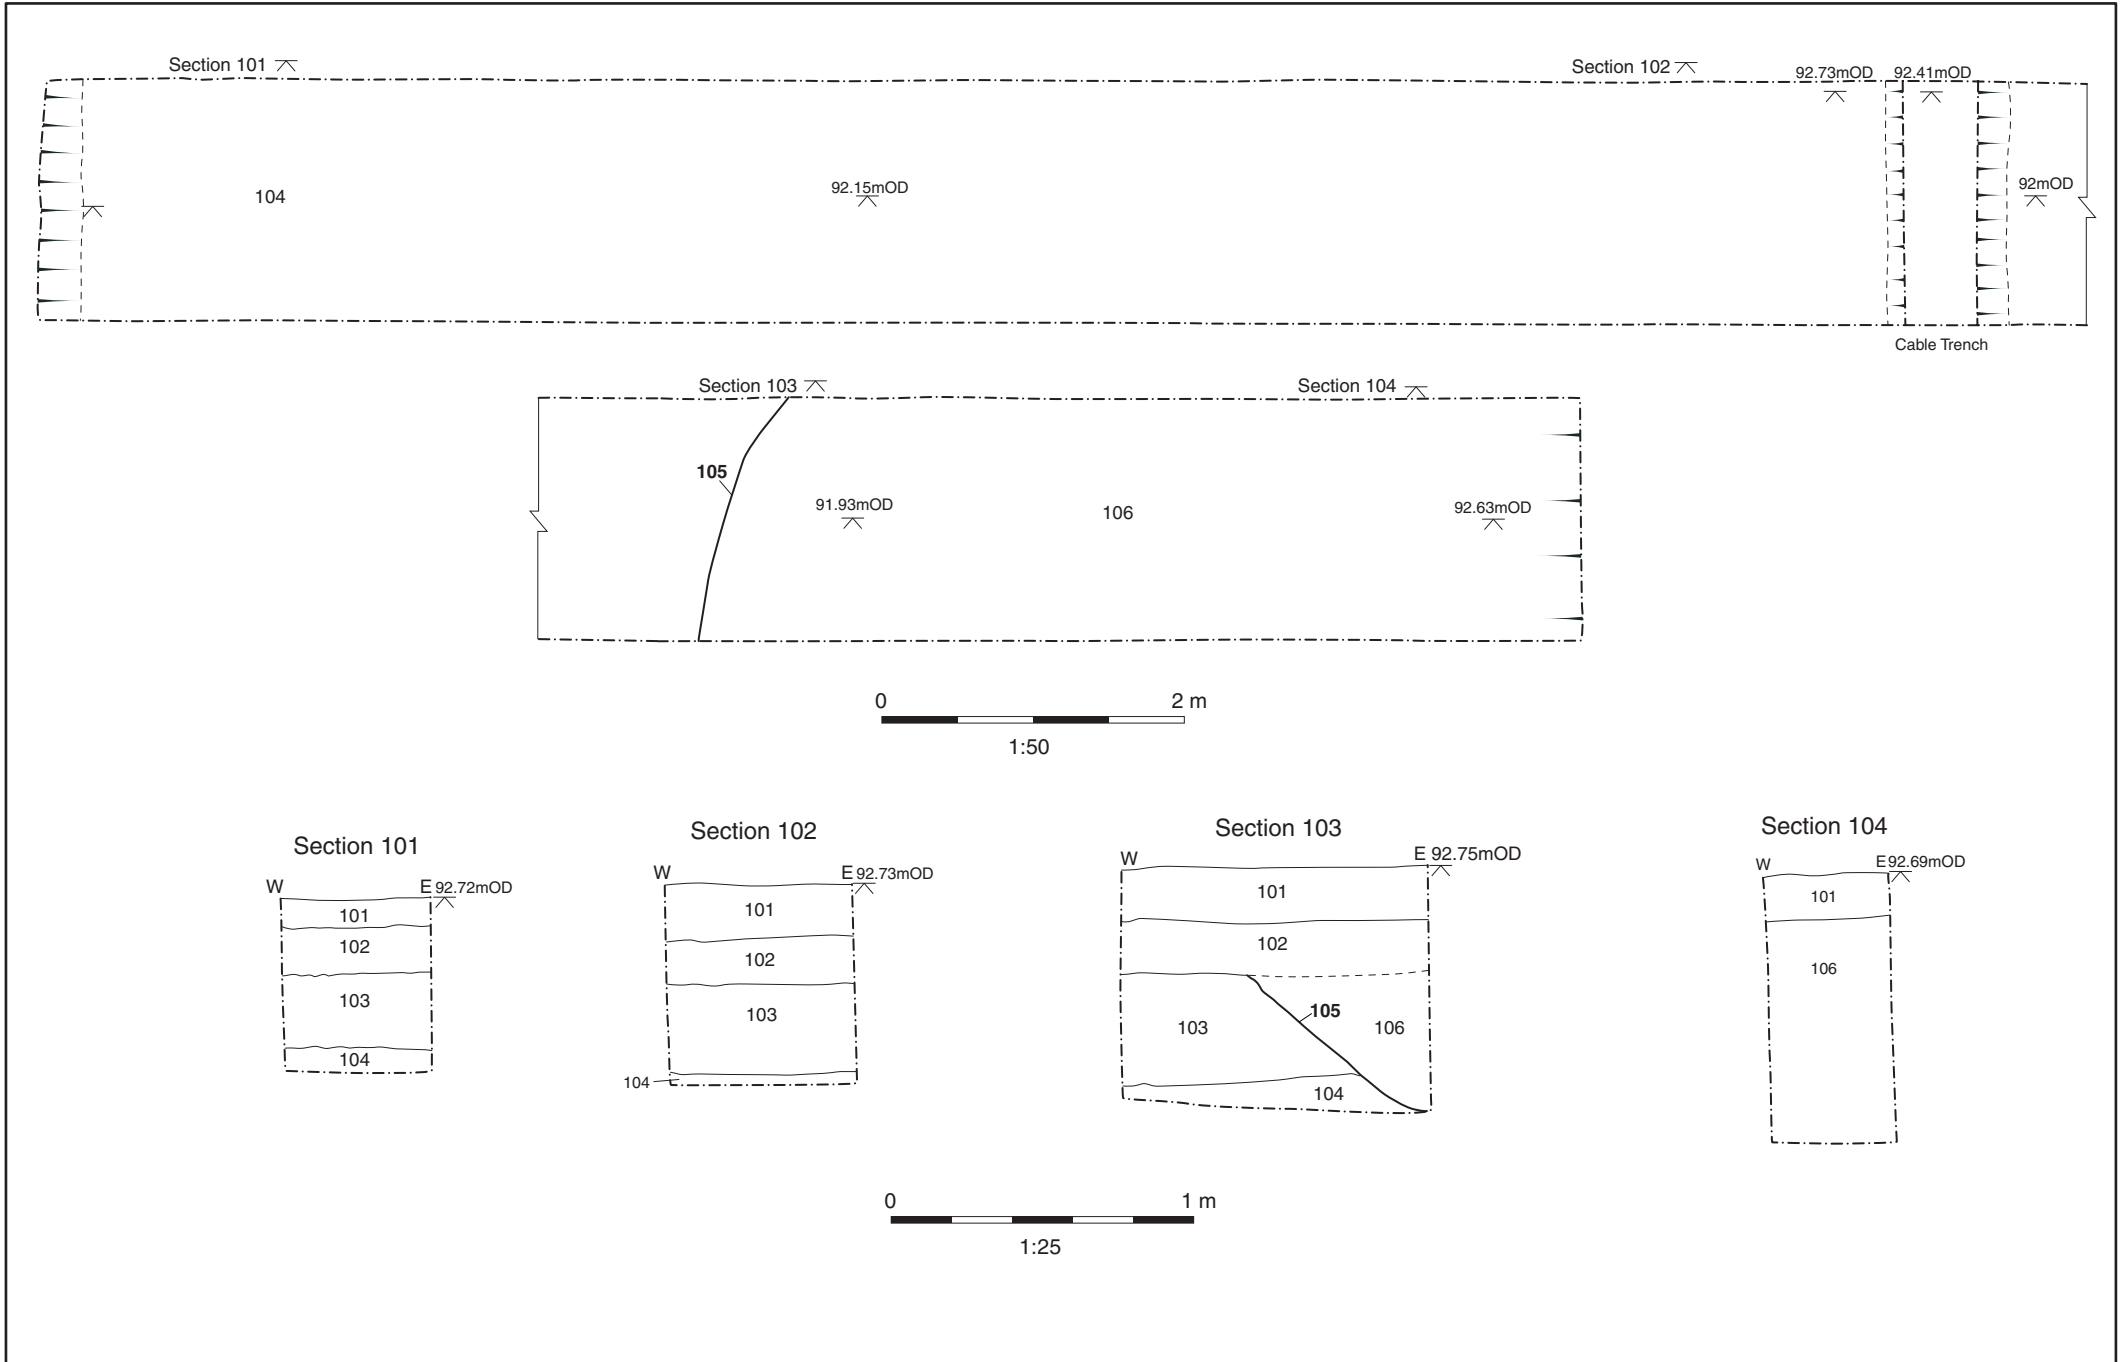 Section 101
Section 102
92.73mOD 92.41mOD
104
92.15mOD
92mOD
Cable Trench
Section 103
Section 104
105
91.93mOD
106
92.63mOD
0 2 m
1:50
Section 101
Section 102
Section 103
Section 104
W E 92.72mOD
101
102
103
104
W E 92.73mOD
101
102
103
104
W E 92.75mOD
101
102
105
103
106
104
W E 92.69mOD
101
106
0 1 m
1:25